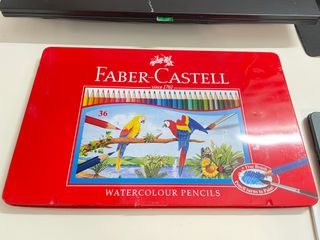 FABER-CASTELL
since 1761
36
WATERCOLOUR PENCILS